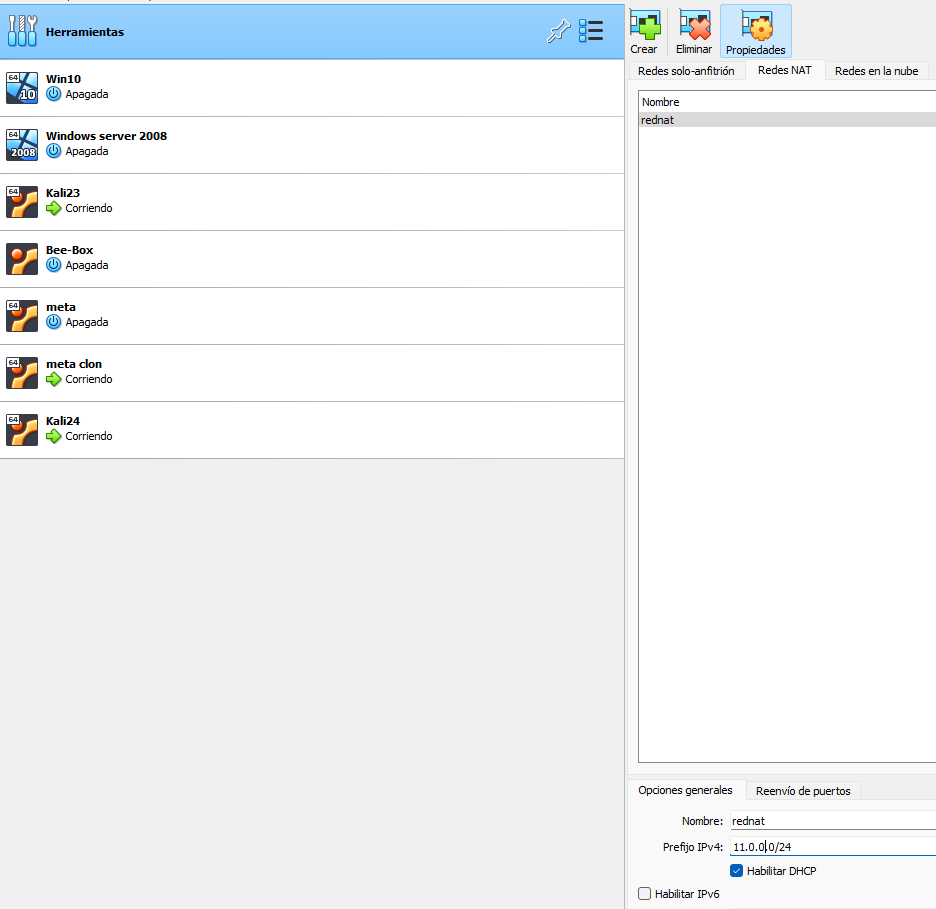 Herramientas
64
10
Win10
Apagada
64
2008
Windows server 2008
Apagada
64
Kali23
Corriendo
Bee-Box
Apagada
64
meta
Apagada
64
meta clon
Corriendo
64
Kali24
Corriendo
Crear
Eliminar
Propiedades
Redes solo-anfitrión
Redes NAT
Redes en la nube
Nombre
rednat
Opciones generales
Reenvío de puertos
Nombre: rednat
Prefijo IPv4: 11.0.0.0/24
Habilitar DHCP
Habilitar IPv6